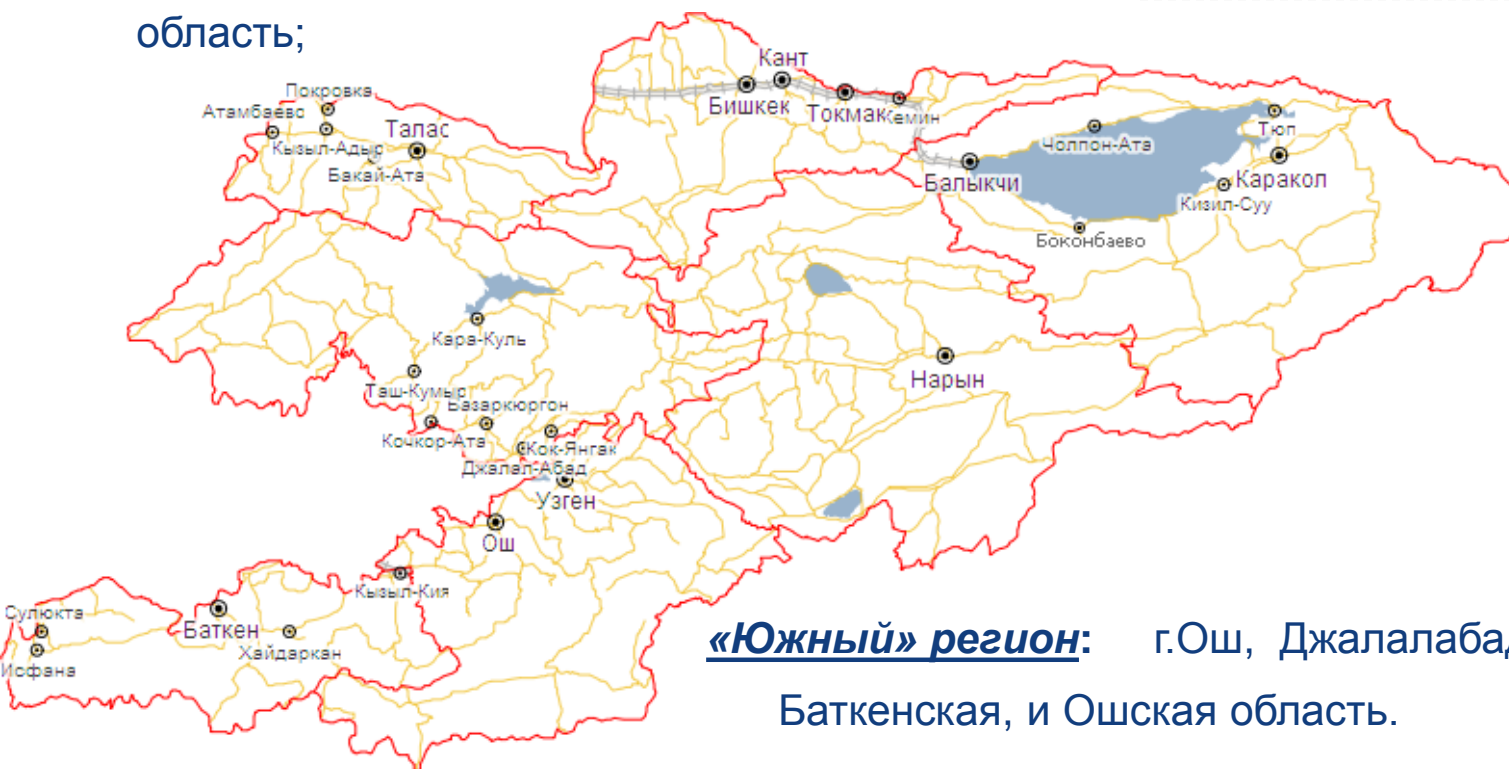 область;
Кант
Покровка
Бишкек
Токмак
Кемин
Атамбаево
Талас
Кызыл-Адыр
Бакай-Ата
Чолпон-Ата
Тюп
Балыкчи
Каракол
Кизил-Суу
Боконбаево
Кара-Куль
Нарын
Таш-Кумыр
Базаркюргон
Кочкор-Ата
Кок-Янгак
Джалал-Абад
Узген
Ош
Кызыл-Кия
Сулюкта
Баткен
Хайдаркан
Исфана
«Южный» регион: г.Ош, Джалалабад
Баткенская, и Ошская область.